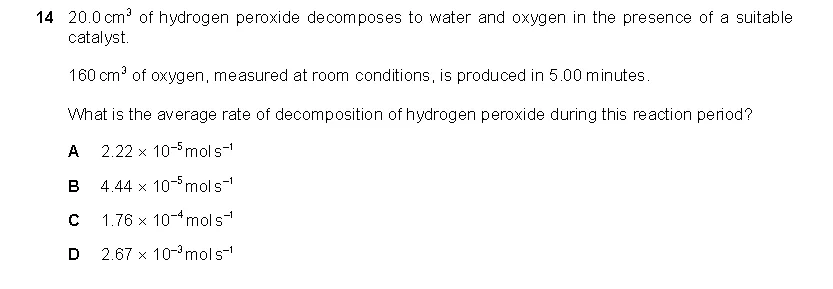 14 20.0 cm³ of hydrogen peroxide decomposes to water and oxygen in the presence of a suitable
catalyst.
160 cm³ of oxygen, measured at room conditions, is produced in 5.00 minutes.
What is the average rate of decomposition of hydrogen peroxide during this reaction period?
A 2.22 × 10⁻⁵ mol s⁻¹
B 4.44 × 10⁻⁵ mol s⁻¹
C 1.76 × 10⁻⁴ mol s⁻¹
D 2.67 × 10⁻³ mol s⁻¹